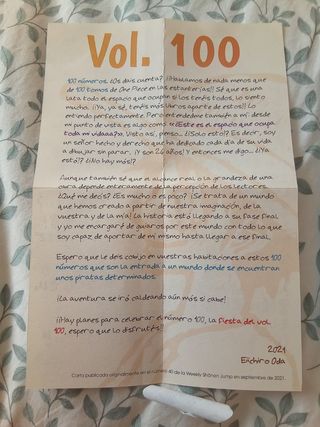 Vol. 100
100 números. ¿Os dais cuenta? ¡¡Hablamos de nada menos que
de 100 tomos de One Piece en las estanterías!! Sé que es una
lata todo el espacio que ocupan si los tenéis todos, lo siento
mucho. ¡Ya, ya sé, tenéis más libros aparte de estos!! Lo
entiendo perfectamente. Pero entendedme también a mí: desde
mi punto de vista es algo como «¿Este es el espacio que ocupa
toda mi vida??». Visto así, pienso... ¿Solo esto!? Es decir, soy
un señor hecho y derecho que ha dedicado cada día de su vida
a dibujar sin parar, ¡Y son 24 años! Y entonces me digo... ¿¡Ya
está!? ¿¡No hay más!?
Aunque también sé que el alcance real o la grandeza de una
obra depende enteramente de la percepción de los lectores.
¿Qué me decís? ¿Es mucho o es poco? ¡Se trata de un mundo
que hemos creado a partir de nuestra imaginación, de la
vuestra y de la mía! La historia está llegando a su fase final
y yo me encargaré de guiaros por este mundo con todo lo que
soy capaz de aportar de mí mismo hasta llegar a ese final.
Espero que le deis cobijo en vuestras habitaciones a estos 100
números que son la entrada a un mundo donde se encuentran
unos piratas determinados.
¡La aventura se irá caldeando aún más si cabe!
¡¡Hay planes para celebrar el número 100, la fiesta del vol.
100, espero que lo disfrutéis!!
2021
Eiichiro Oda
Carta publicada originalmente en el número 40 de la Weekly Shônen Jump en septiembre de 2021.